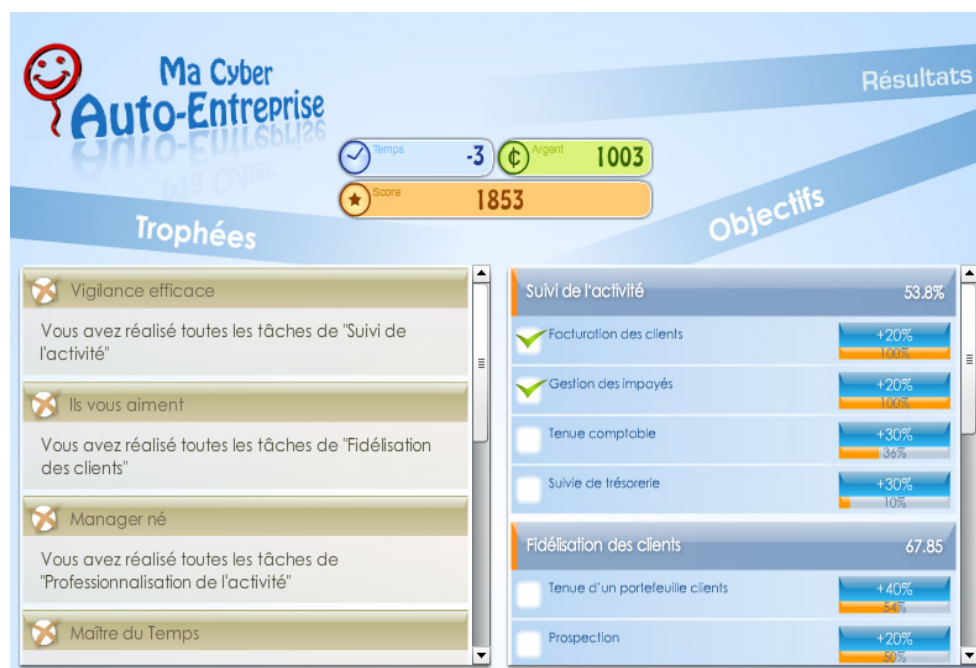 Ma Cyber
Auto-Entreprise
Résultats
Temps
-3
Argent
1003
Score
1853
Trophées
Objectifs
Vigilance efficace
Vous avez réalisé toutes les tâches de "Suivi de
l'activité"
Ils vous aiment
Vous avez réalisé toutes les tâches de "Fidélisation
des clients"
Manager né
Vous avez réalisé toutes les tâches de
"Professionnalisation de l'activité"
Maître du Temps
Suivi de l'activité 53.8%
Facturation des clients +20%
100%
Gestion des impayés +20%
100%
Tenue comptable +30%
36%
Suivie de trésorerie +30%
10%
Fidélisation des clients 67.85
Tenue d'un portefeuille clients +40%
54%
Prospection +20%
50%